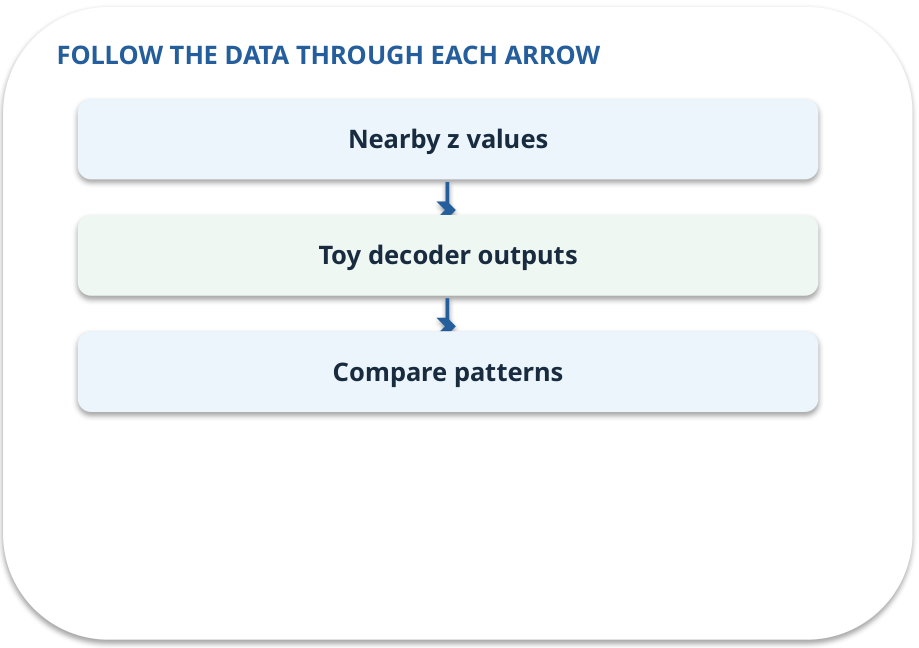 FOLLOW THE DATA THROUGH EACH ARROW
Nearby z values
Toy decoder outputs
Compare patterns